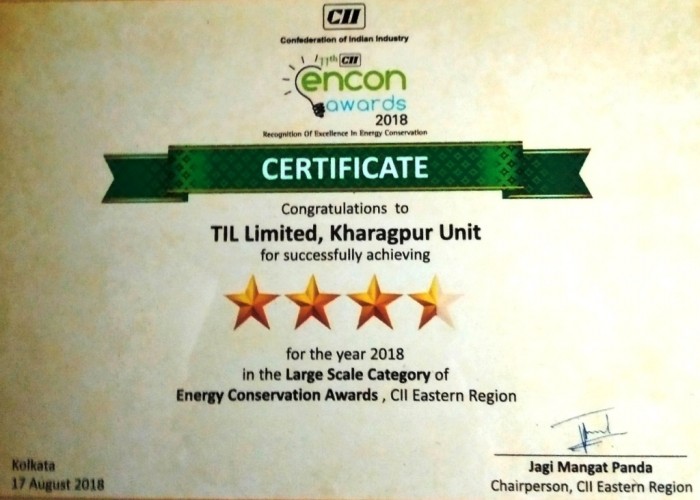 CII
Confederation of Indian Industry
11th CII
encon
awards
2018
Recognition Of Excellence In Energy Conservation
CERTIFICATE
Congratulations to
TIL Limited, Kharagpur Unit
for successfully achieving
for the year 2018
in the Large Scale Category of
Energy Conservation Awards , CII Eastern Region
Kolkata
17 August 2018
Jagi Mangat Panda
Chairperson, CII Eastern Region